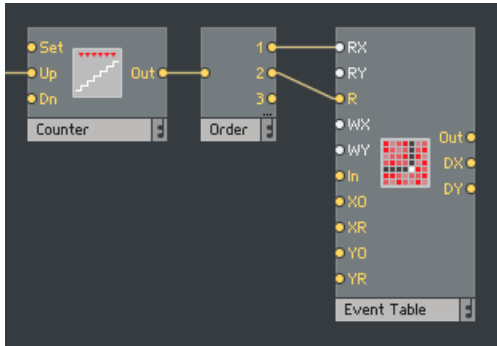 Set
Up
Dn
Out
Counter
1
2
3
...
Order
RX
RY
R
WX
WY
In
XO
XR
YO
YR
Out
DX
DY
Event Table